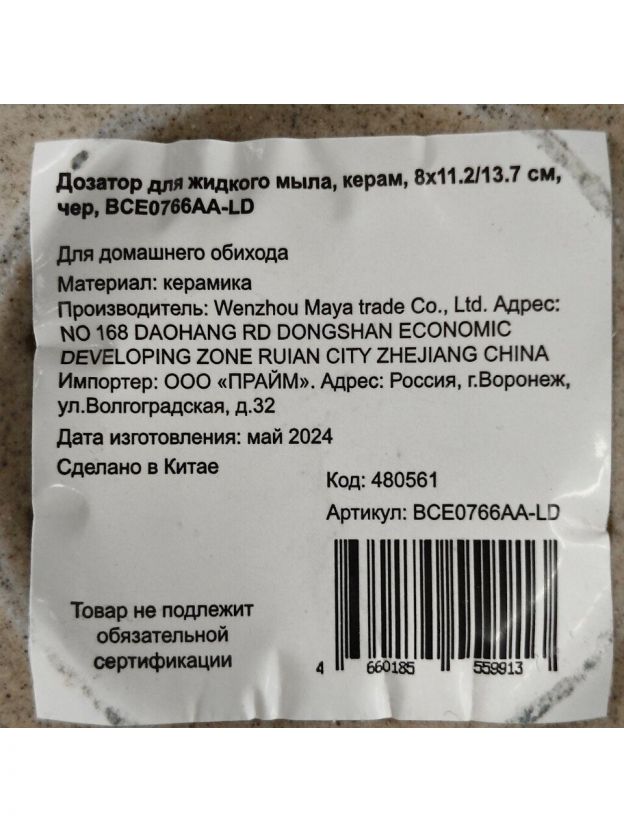 Дозатор для жидкого мыла, керам, 8x11.2/13.7 см,
чер, BCE0766AA-LD
Для домашнего обихода
Материал: керамика
Производитель: Wenzhou Maya trade Co., Ltd. Адрес:
NO 168 DAOHANG RD DONGSHAN ECONOMIC
DEVELOPING ZONE RUIAN CITY ZHEJIANG CHINA
Импортер: ООО «ПРАЙМ». Адрес: Россия, г.Воронеж,
ул.Волгоградская, д.32
Дата изготовления: май 2024
Сделано в Китае
Код: 480561
Артикул: BCE0766AA-LD
Товар не подлежит
обязательной
сертификации
4 660185 559913